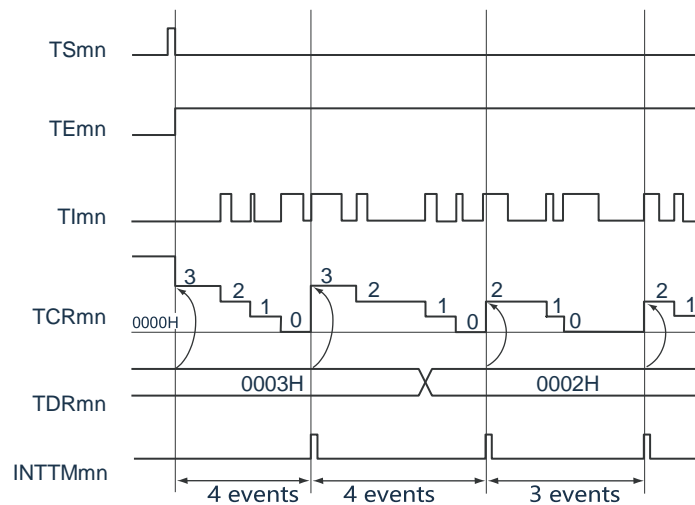 TSmn
TEmn
TImn
TCRmn
3 2 1 0 3 2 1 0 2 1 0 2 1
0000H
TDRmn
0003H 0002H
INTTMmn
4 events 4 events 3 events